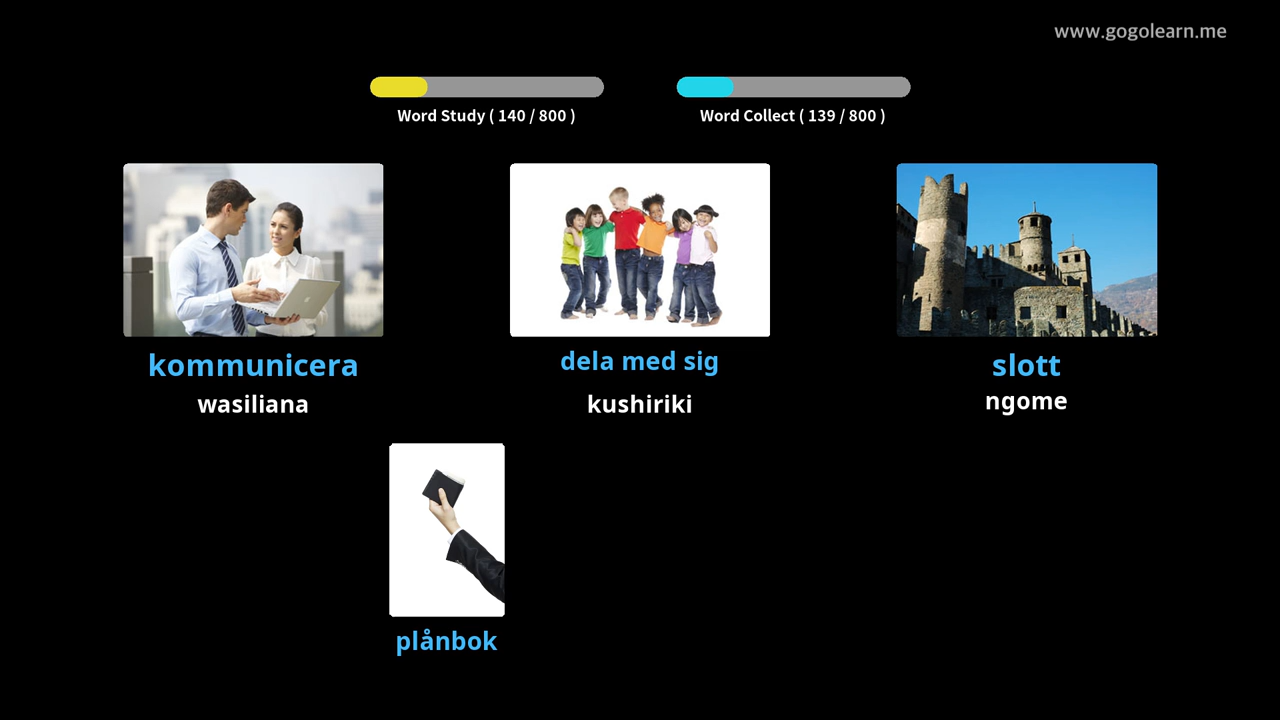 www.gogolearn.me
Word Study ( 140 / 800 )
Word Collect ( 139 / 800 )
kommunicera
wasiliana
dela med sig
kushiriki
slott
ngome
plånbok